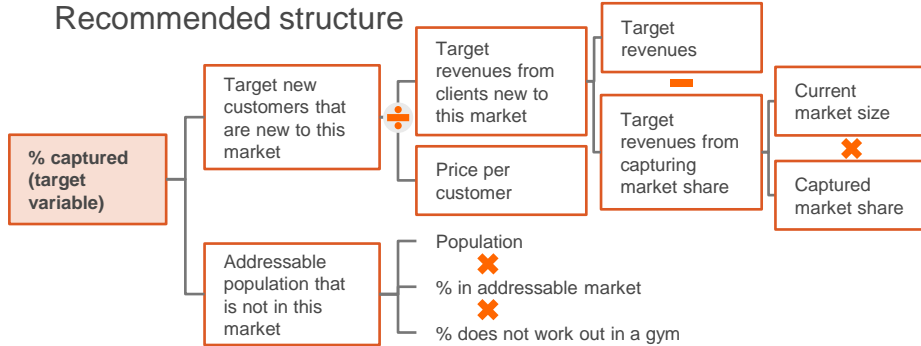 Recommended structure
Target
revenues
Target
revenues from
clients new to
this market
Target new
customers that
are new to this
market
Current
market size
Target
revenues from
capturing
market share
% captured
(target
variable)
Price per
customer
Captured
market share
Population
Addressable
population that
is not in this
market
% in addressable market
% does not work out in a gym